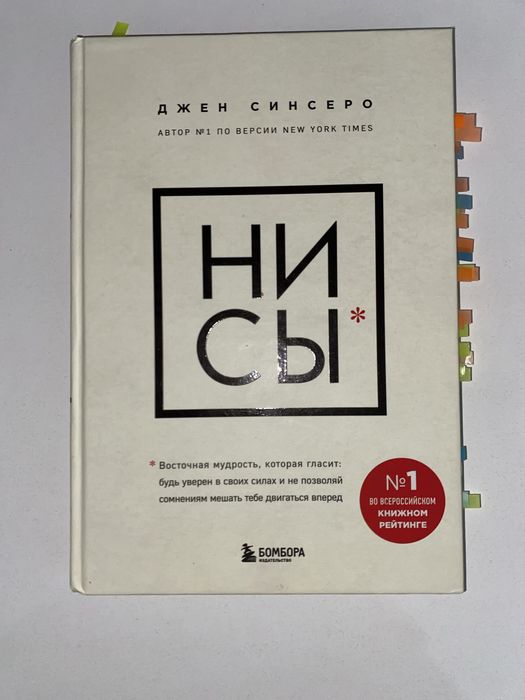 ДЖЕН СИНСЕРО
АВТОР №1 ПО ВЕРСИИ NEW YORK TIMES
НИ
СЫ*
* Восточная мудрость, которая гласит:
будь уверен в своих силах и не позволяй
сомнениям мешать тебе двигаться вперед
№1
ВО ВСЕРОССИЙСКОМ
КНИЖНОМ
РЕЙТИНГЕ
БОМБОРА
ИЗДАТЕЛЬСТВО